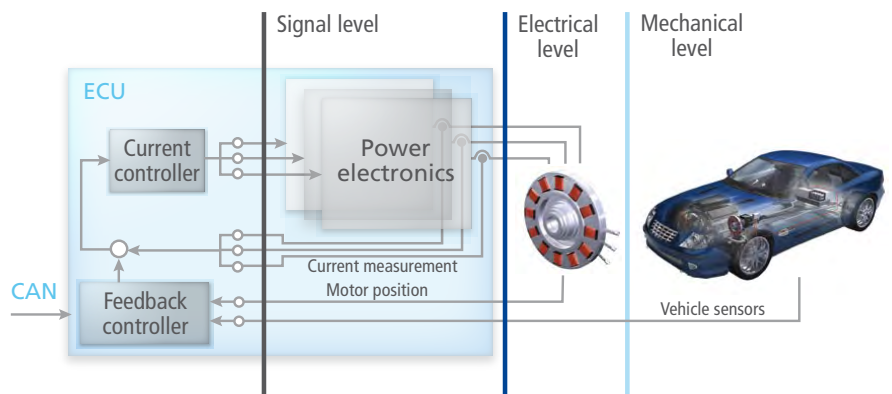 Signal level
Electrical
level
Mechanical
level
ECU
Current
controller
Power
electronics
Current measurement
Motor position
CAN
Feedback
controller
Vehicle sensors